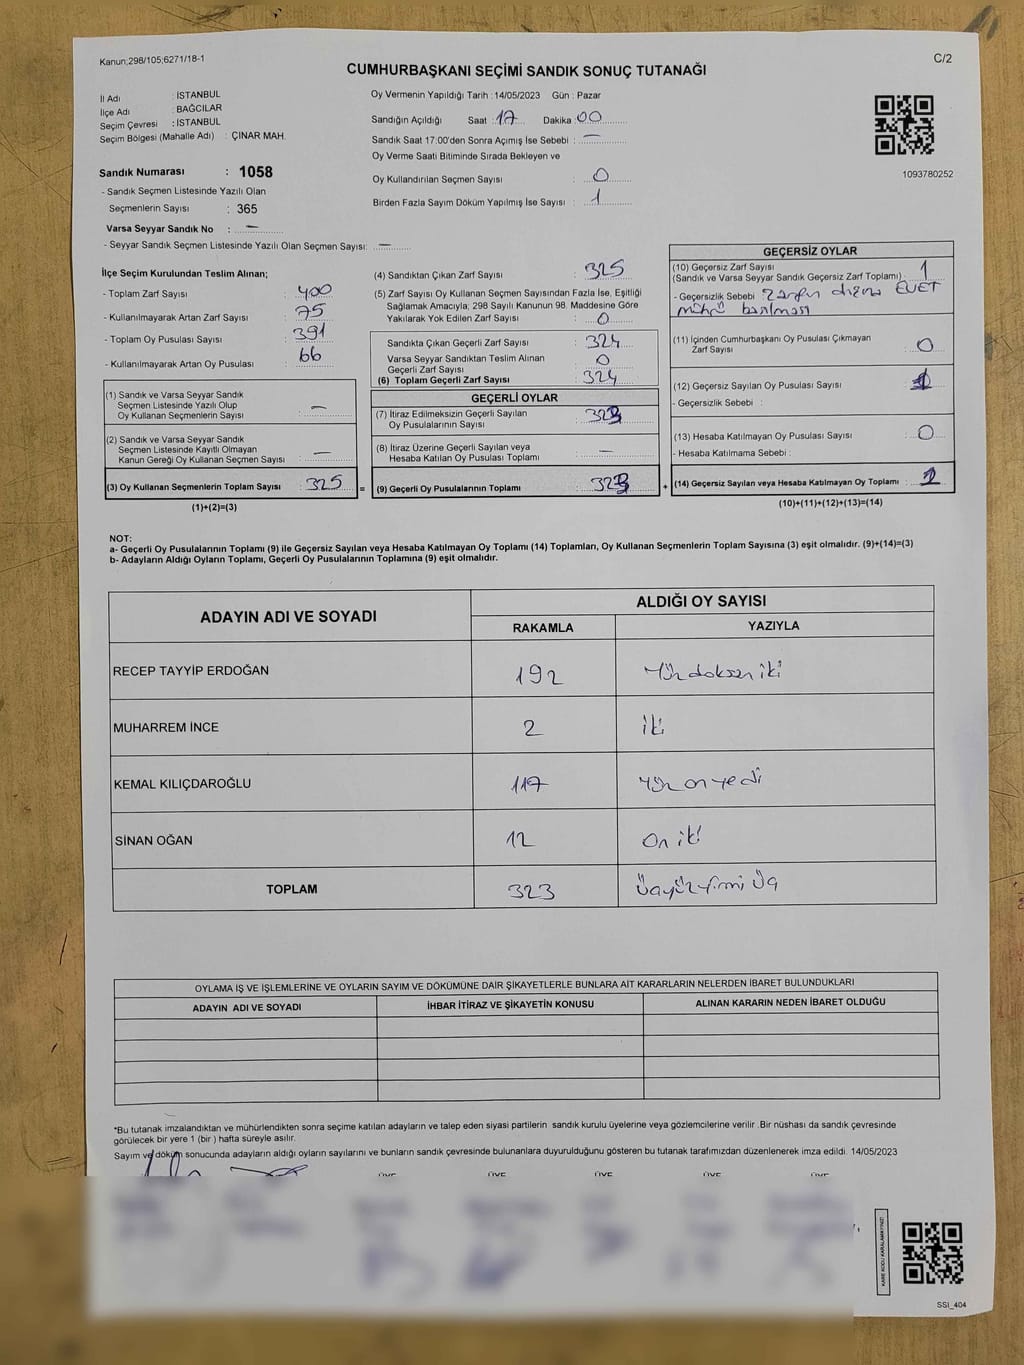 Kanun;298/105;6271/18-1
C/2
CUMHURBAŞKANI SEÇİMİ SANDIK SONUÇ TUTANAĞI
İl Adı : İSTANBUL
İlçe Adı : BAĞCILAR
Seçim Çevresi : İSTANBUL
Seçim Bölgesi (Mahalle Adı) : ÇINAR MAH.
Sandık Numarası : 1058
- Sandık Seçmen Listesinde Yazılı Olan
Seçmenlerin Sayısı : 365
Varsa Seyyar Sandık No : —
- Seyyar Sandık Seçmen Listesinde Yazılı Olan Seçmen Sayısı: —
Oy Vermenin Yapıldığı Tarih : 14/05/2023 Gün : Pazar
Sandığın Açıldığı Saat : 17 Dakika : 00
Sandık Saat 17:00'den Sonra Açımış İse Sebebi : —
Oy Verme Saati Bitiminde Sırada Bekleyen ve
Oy Kullandırılan Seçmen Sayısı : 0
Birden Fazla Sayım Döküm Yapılmış İse Sayısı : 1
1093780252
İlçe Seçim Kurulundan Teslim Alınan;
- Toplam Zarf Sayısı : 400
- Kullanılmayarak Artan Zarf Sayısı : 75
- Toplam Oy Pusulası Sayısı : 391
- Kullanılmayarak Artan Oy Pusulası : 66
(1) Sandık ve Varsa Seyyar Sandık
Seçmen Listesinde Yazılı Olup
Oy Kullanan Seçmenlerin Sayısı : —
(2) Sandık ve Varsa Seyyar Sandık
Seçmen Listesinde Kayıtlı Olmayan
Kanun Gereği Oy Kullanan Seçmen Sayısı : —
(3) Oy Kullanan Seçmenlerin Toplam Sayısı : 325
(1)+(2)=(3)
=
(4) Sandıktan Çıkan Zarf Sayısı : 325
(5) Zarf Sayısı Oy Kullanan Seçmen Sayısından Fazla İse, Eşitliği
Sağlamak Amacıyla, 298 Sayılı Kanunun 98. Maddesine Göre
Yakılarak Yok Edilen Zarf Sayısı : 0
Sandıkta Çıkan Geçerli Zarf Sayısı : 324
Varsa Seyyar Sandıktan Teslim Alınan
Geçerli Zarf Sayısı : 0
(6) Toplam Geçerli Zarf Sayısı : 324
GEÇERLİ OYLAR
(7) İtiraz Edilmeksizin Geçerli Sayılan
Oy Pusulalarının Sayısı : 323
(8) İtiraz Üzerine Geçerli Sayılan veya
Hesaba Katılan Oy Pusulası Toplamı : —
(9) Geçerli Oy Pusulalarının Toplamı : 323
+
GEÇERSİZ OYLAR
(10) Geçersiz Zarf Sayısı
(Sandık ve Varsa Seyyar Sandık Geçersiz Zarf Toplamı) : 1
- Geçersizlik Sebebi : EVET
mührü basılması
(11) İçinden Cumhurbaşkanı Oy Pusulası Çıkmayan
Zarf Sayısı : 0
(12) Geçersiz Sayılan Oy Pusulası Sayısı : 1
- Geçersizlik Sebebi :
(13) Hesaba Katılmayan Oy Pusulası Sayısı : 0
- Hesaba Katılmama Sebebi :
(14) Geçersiz Sayılan veya Hesaba Katılmayan Oy Toplamı : 2
(10)+(11)+(12)+(13)=(14)
NOT:
a- Geçerli Oy Pusulalarının Toplamı (9) ile Geçersiz Sayılan veya Hesaba Katılmayan Oy Toplamı (14) Toplamları, Oy Kullanan Seçmenlerin Toplam Sayısına (3) eşit olmalıdır. (9)+(14)=(3)
b- Adayların Aldığı Oyların Toplamı, Geçerli Oy Pusulalarının Toplamına (9) eşit olmalıdır.
ADAYIN ADI VE SOYADI ALDIĞI OY SAYISI
RAKAMLA YAZIYLA
RECEP TAYYİP ERDOĞAN 192 Yüzdoksan iki
MUHARREM İNCE 2 iki
KEMAL KILIÇDAROĞLU 117 Yüz on yedi
SİNAN OĞAN 12 On iki
TOPLAM 323 Üçyüzyirmi Üç
OYLAMA İŞ VE İŞLEMLERİNE VE OYLARIN SAYIM VE DÖKÜMÜNE DAİR ŞİKAYETLERLE BUNLARA AİT KARARLARIN NELERDEN İBARET BULUNDUKLARI
ADAYIN ADI VE SOYADI İHBAR İTİRAZ VE ŞİKAYETİN KONUSU ALINAN KARARIN NEDEN İBARET OLDUĞU
*Bu tutanak imzalandıktan ve mühürlendikten sonra seçime katılan adayların ve talep eden siyasi partilerin sandık kurulu üyelerine veya gözlemcilerine verilir .Bir nüshası da sandık çevresinde
görülecek bir yere 1 (bir ) hafta süreyle asılır.
Sayım ve döküm sonucunda adayların aldığı oyların sayılarını ve bunların sandık çevresinde bulunanlara duyurulduğunu gösteren bu tutanak tarafımızdan düzenlenerek imza edildi. 14/05/2023
ÜYE ÜYE ÜYE ÜYE ÜYE
KARE KODU KARALAMAYINIZ!
SSI_404